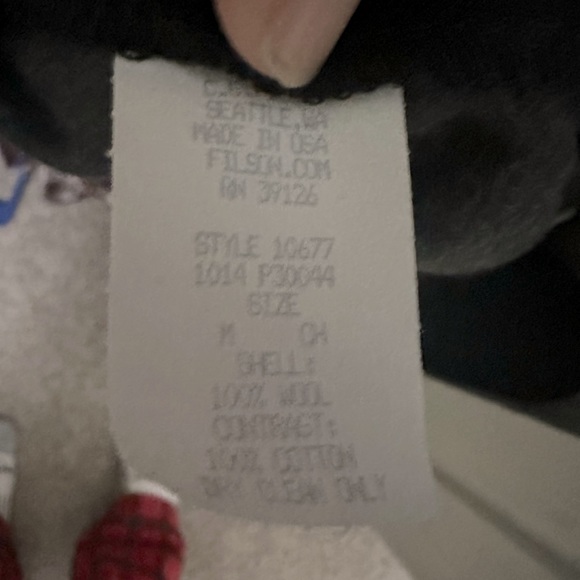 SEATTLE, WA
MADE IN USA
FILSON.COM
RN 39126
STYLE 10677
1014 P30044
SIZE
M CH
SHELL:
100% WOOL
CONTRAST:
100% COTTON
DRY CLEAN ONLY